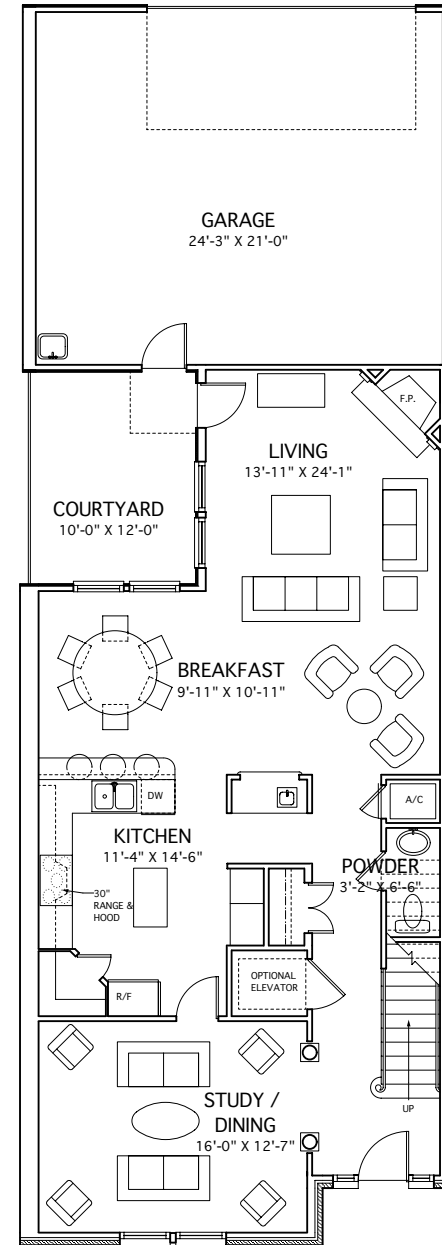 GARAGE
24'-3" X 21'-0"
F.P.
LIVING
13'-11" X 24'-1"
COURTYARD
10'-0" X 12'-0"
BREAKFAST
9'-11" X 10'-11"
DW
A/C
KITCHEN
11'-4" X 14'-6"
POWDER
3'-2" X 6'-6"
30"
RANGE &
HOOD
OPTIONAL
ELEVATOR
R/F
UP
STUDY /
DINING
16'-0" X 12'-7"